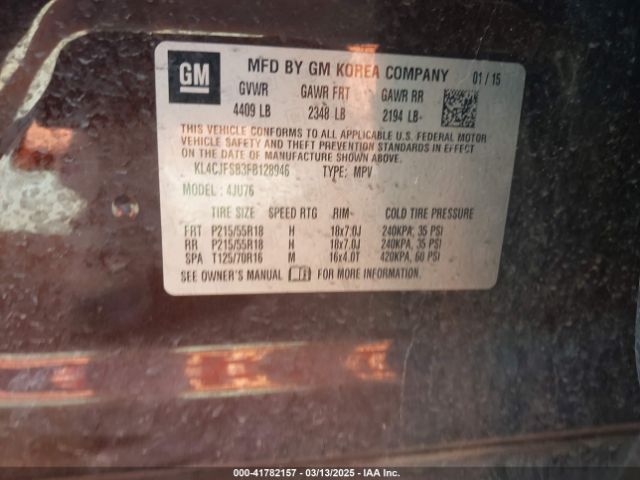 GM
MFD BY GM KOREA COMPANY 01/15
GVWR GAWR FRT GAWR RR
4409 LB 2348 LB 2194 LB
THIS VEHICLE CONFORMS TO ALL APPLICABLE U.S. FEDERAL MOTOR
VEHICLE SAFETY AND THEFT PREVENTION STANDARDS IN EFFECT ON
THE DATE OF MANUFACTURE SHOWN ABOVE.
KL4CJFSB3FB128946 TYPE: MPV
MODEL: 4JU76
TIRE SIZE SPEED RTG RIM COLD TIRE PRESSURE
FRT P215/55R18 H 18x7.0J 240KPA, 35 PSI
RR P215/55R18 H 18x7.0J 240KPA, 35 PSI
SPA T125/70R16 M 16x4.0T 420KPA, 60 PSI
SEE OWNER'S MANUAL FOR MORE INFORMATION.
000-41782157 - 03/13/2025 - IAA Inc.